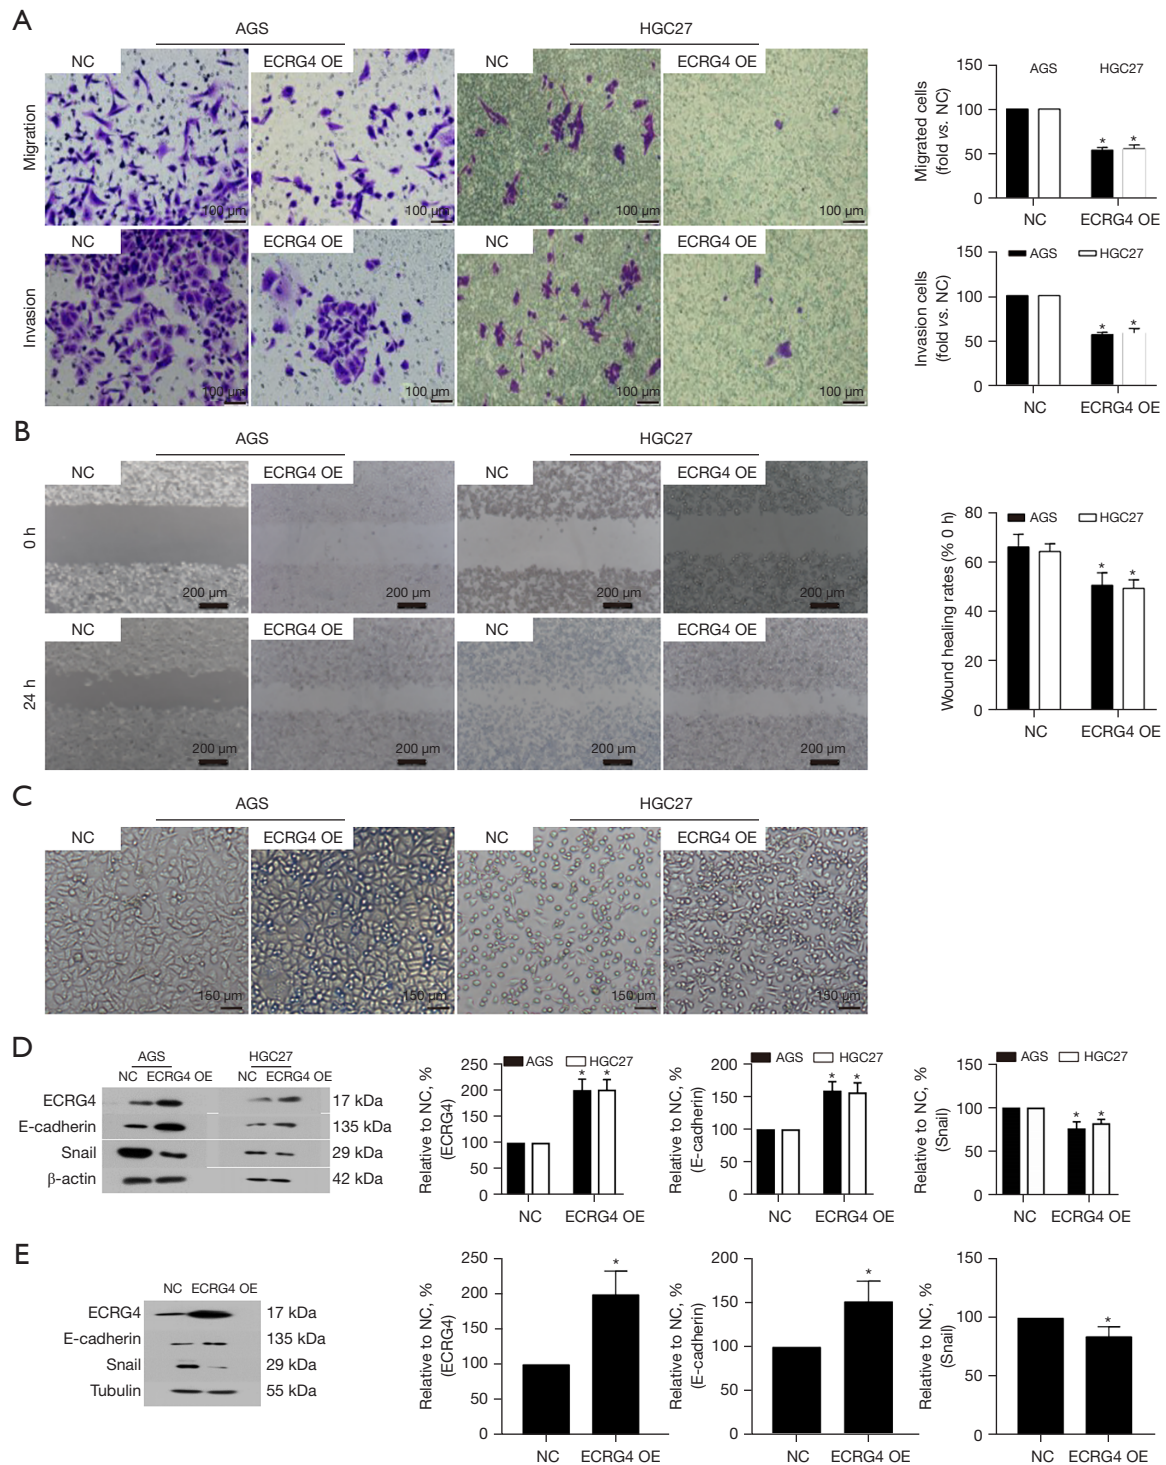 A
AGS
HGC27
NC
ECRG4 OE
NC
ECRG4 OE
Migration
100 µm
100 µm
100 µm
100 µm
NC
ECRG4 OE
NC
ECRG4 OE
Invasion
100 µm
100 µm
100 µm
100 µm
Migrated cells
(fold vs. NC)
150
100
50
0
AGS
HGC27
*
*
NC
ECRG4 OE
Invasion cells
(fold vs. NC)
150
100
50
0
AGS
HGC27
*
*
NC
ECRG4 OE
B
AGS
HGC27
NC
ECRG4 OE
NC
ECRG4 OE
0 h
200 µm
200 µm
200 µm
200 µm
NC
ECRG4 OE
NC
ECRG4 OE
24 h
200 µm
200 µm
200 µm
200 µm
Wound healing rates (% 0 h)
80
60
40
20
0
AGS
HGC27
*
*
NC
ECRG4 OE
C
AGS
HGC27
NC
ECRG4 OE
NC
ECRG4 OE
150 µm
150 µm
150 µm
150 µm
D
AGS
HGC27
NC ECRG4 OE
NC ECRG4 OE
ECRG4
17 kDa
E-cadherin
135 kDa
Snail
29 kDa
β-actin
42 kDa
Relative to NC, %
(ECRG4)
250
200
150
100
50
0
AGS
HGC27
*
*
NC
ECRG4 OE
Relative to NC, %
(E-cadherin)
200
150
100
50
0
AGS
HGC27
*
*
NC
ECRG4 OE
Relative to NC, %
(Snail)
150
100
50
0
AGS
HGC27
*
*
NC
ECRG4 OE
E
NC ECRG4 OE
ECRG4
17 kDa
E-cadherin
135 kDa
Snail
29 kDa
Tubulin
55 kDa
Relative to NC, %
(ECRG4)
250
200
150
100
50
0
*
NC
ECRG4 OE
Relative to NC, %
(E-cadherin)
200
150
100
50
0
*
NC
ECRG4 OE
Relative to NC, %
(Snail)
150
100
50
0
*
NC
ECRG4 OE